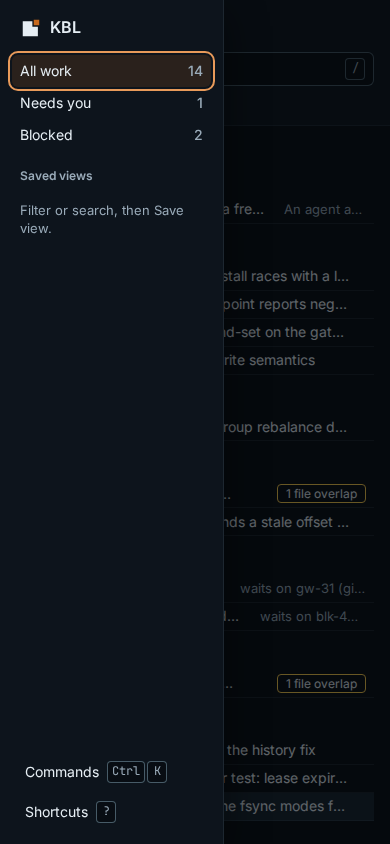 KBL
All work 14
Needs you 1
Blocked 2
Saved views
Filter or search, then Save
view.
Commands Ctrl K
Shortcuts ?
/
a fre... An agent a...
stall races with a l...
point reports neg...
nd-set on the gat...
rite semantics
roup rebalance d...
.. 1 file overlap
nds a stale offset ...
waits on gw-31 (gi...
d... waits on blk-4...
.. 1 file overlap
the history fix
r test: lease expir...
ne fsync modes f...